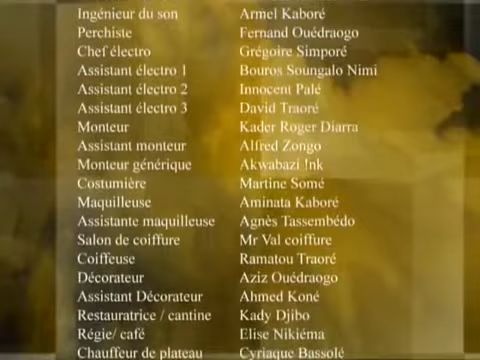 Ingénieur du son Armel Kaboré
Perchiste Fernand Ouédraogo
Chef électro Grégoire Simporé
Assistant électro 1 Bouros Soungalo Nimi
Assistant électro 2 Innocent Palé
Assistant électro 3 David Traoré
Monteur Kader Roger Diarra
Assistant monteur Alfred Zongo
Monteur générique Akwabazi !nk
Costumière Martine Somé
Maquilleuse Aminata Kaboré
Assistante maquilleuse Agnès Tassembédo
Salon de coiffure Mr Val coiffure
Coiffeuse Ramatou Traoré
Décorateur Aziz Ouédraogo
Assistant Décorateur Ahmed Koné
Restauratrice / cantine Kady Djibo
Régie/ café Elise Nikiéma
Chauffeur de plateau Cyriaque Bassolé